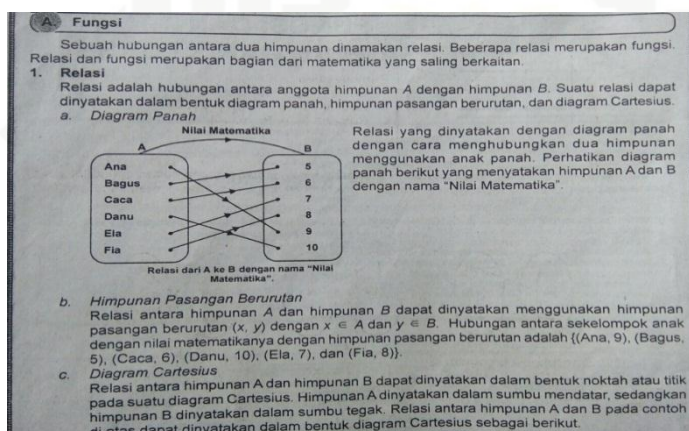 A. Fungsi
Sebuah hubungan antara dua himpunan dinamakan relasi. Beberapa relasi merupakan fungsi.
Relasi dan fungsi merupakan bagian dari matematika yang saling berkaitan.
1. Relasi
Relasi adalah hubungan antara anggota himpunan A dengan himpunan B. Suatu relasi dapat
dinyatakan dalam bentuk diagram panah, himpunan pasangan berurutan, dan diagram Cartesius.
a. Diagram Panah
Nilai Matematika
A B
Ana 5
Bagus 6
Caca 7
Danu 8
Ela 9
Fia 10
Relasi dari A ke B dengan nama “Nilai
Matematika”.
Relasi yang dinyatakan dengan diagram panah
dengan cara menghubungkan dua himpunan
menggunakan anak panah. Perhatikan diagram
panah berikut yang menyatakan himpunan A dan B
dengan nama “Nilai Matematika”.
b. Himpunan Pasangan Berurutan
Relasi antara himpunan A dan himpunan B dapat dinyatakan menggunakan himpunan
pasangan berurutan (x, y) dengan x ∈ A dan y ∈ B. Hubungan antara sekelompok anak
dengan nilai matematikanya dengan himpunan pasangan berurutan adalah {(Ana, 9), (Bagus,
5), (Caca, 6), (Danu, 10), (Ela, 7), dan (Fia, 8)}.
c. Diagram Cartesius
Relasi antara himpunan A dan himpunan B dapat dinyatakan dalam bentuk noktah atau titik
pada suatu diagram Cartesius. Himpunan A dinyatakan dalam sumbu mendatar, sedangkan
himpunan B dinyatakan dalam sumbu tegak. Relasi antara himpunan A dan B pada contoh
di atas dapat dinyatakan dalam bentuk diagram Cartesius sebagai berikut.